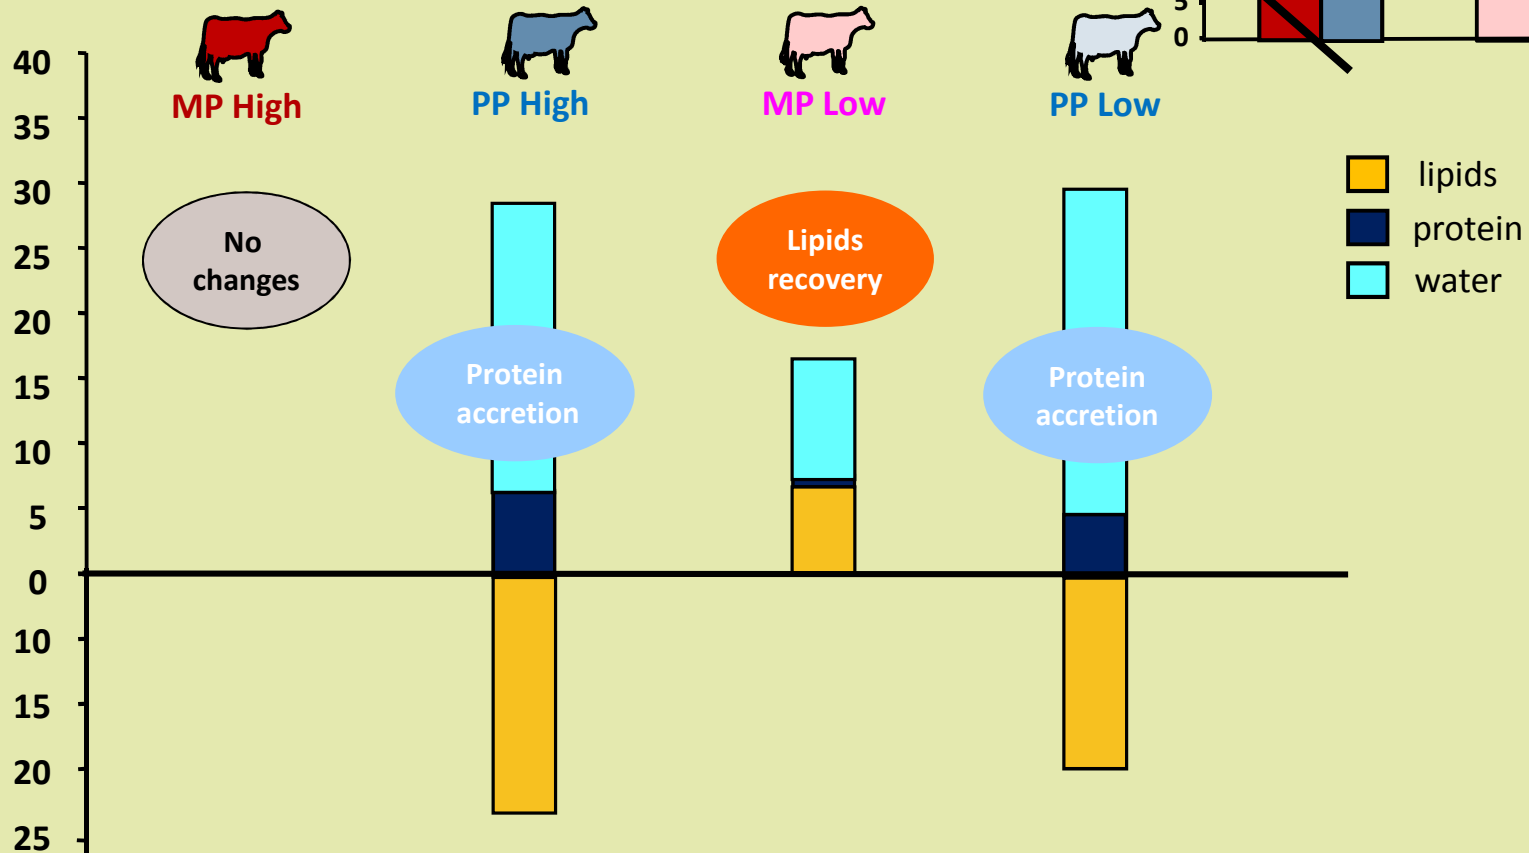 5
0
MP High
PP High
MP Low
PP Low
40
35
30
25
20
15
10
5
0
10
15
20
25
No
changes
Protein
accretion
Lipids
recovery
Protein
accretion
lipids
protein
water